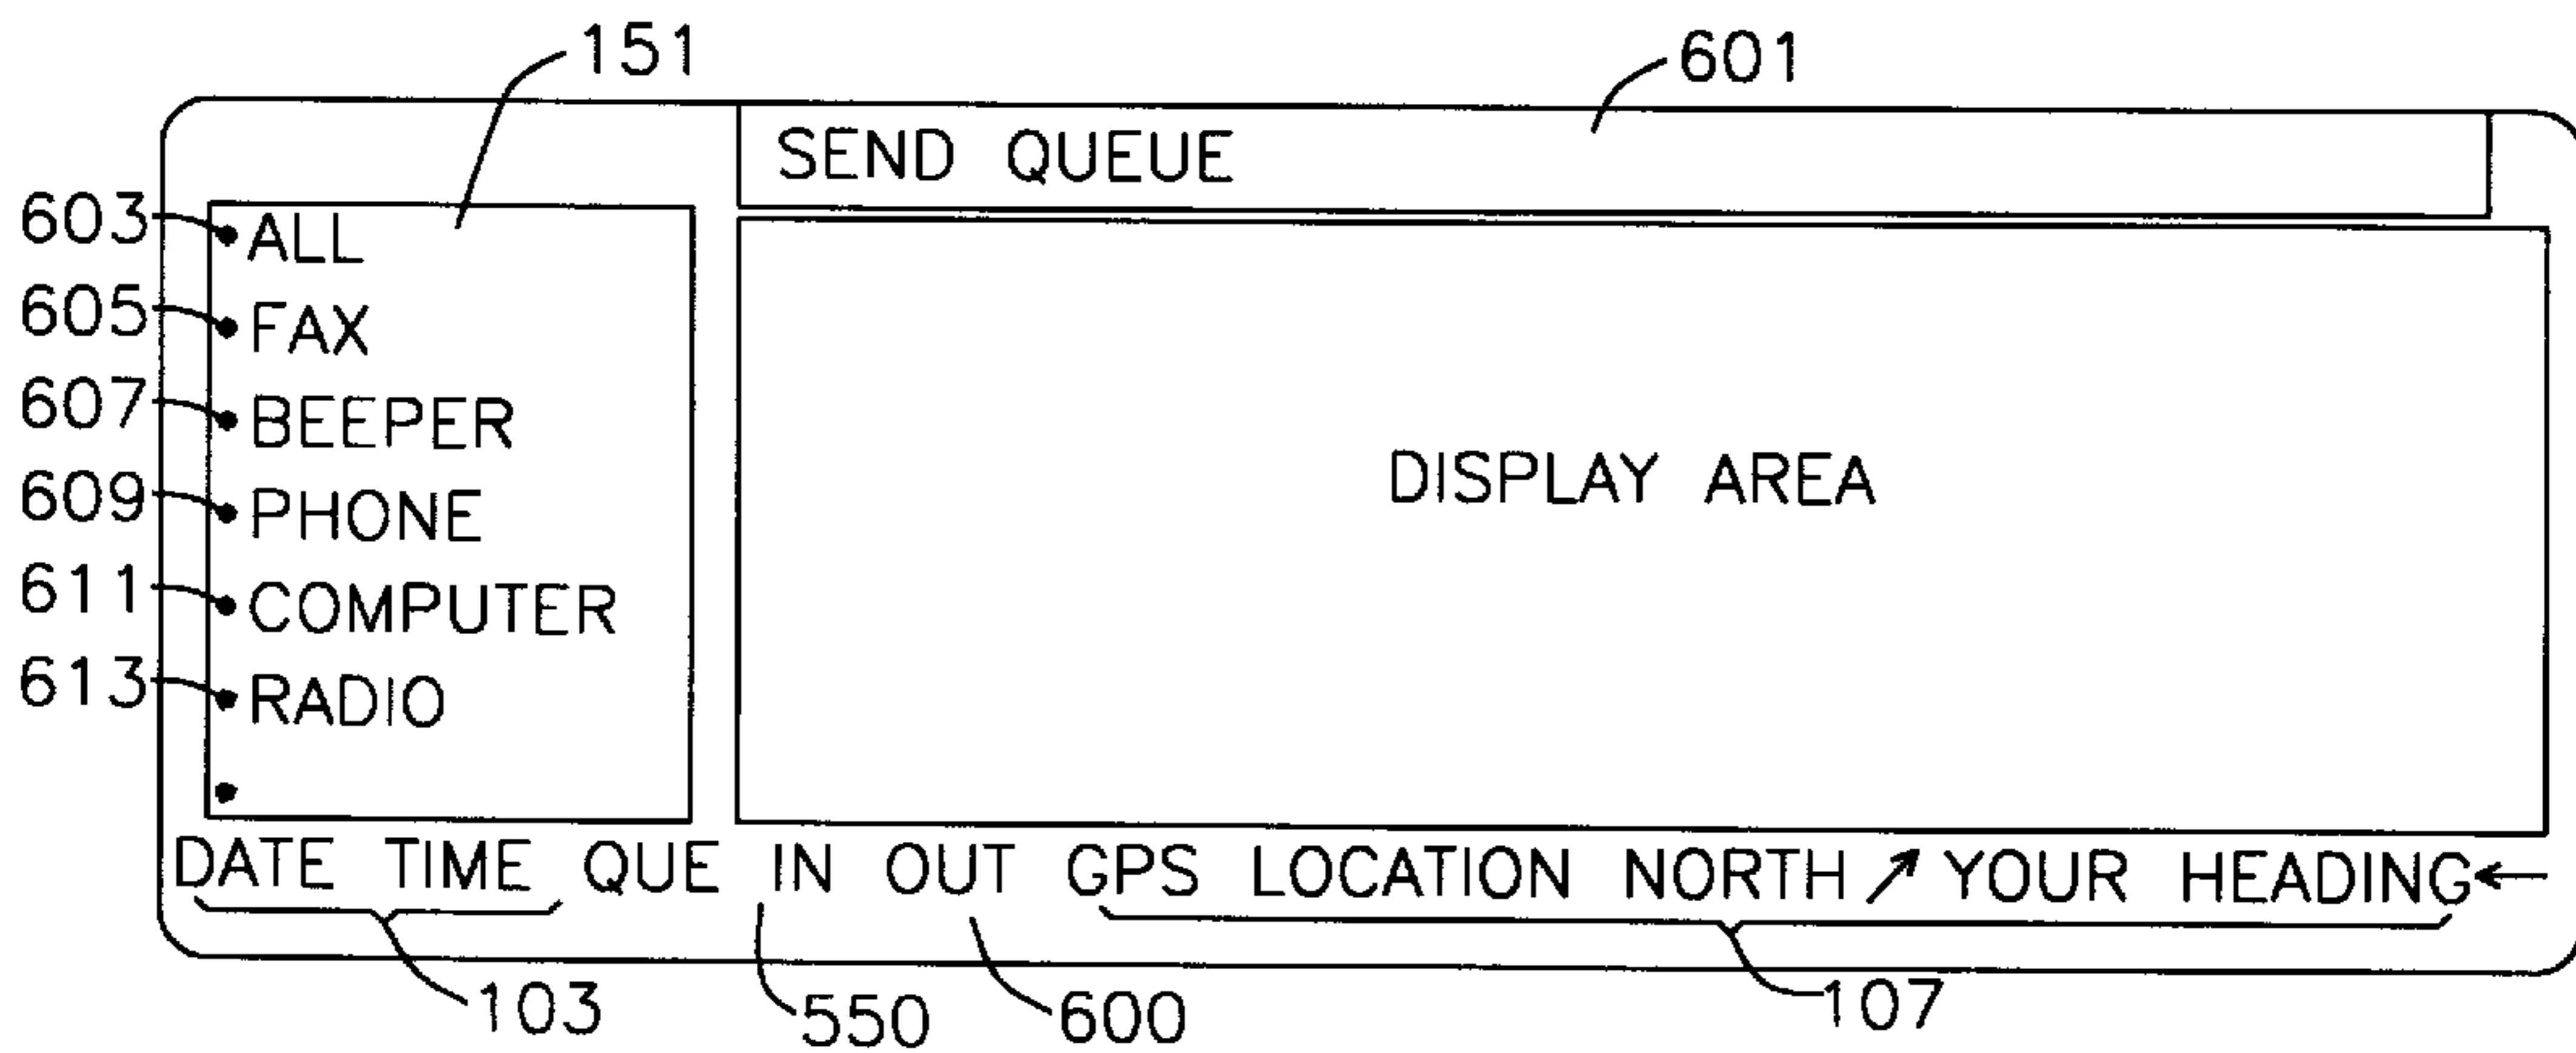 151
601
SEND QUEUE
603 ALL
605 FAX
607 BEEPER
609 PHONE
611 COMPUTER
613 RADIO
DISPLAY AREA
DATE TIME QUE IN OUT GPS LOCATION NORTH ↗ YOUR HEADING ←
103
550
600
107